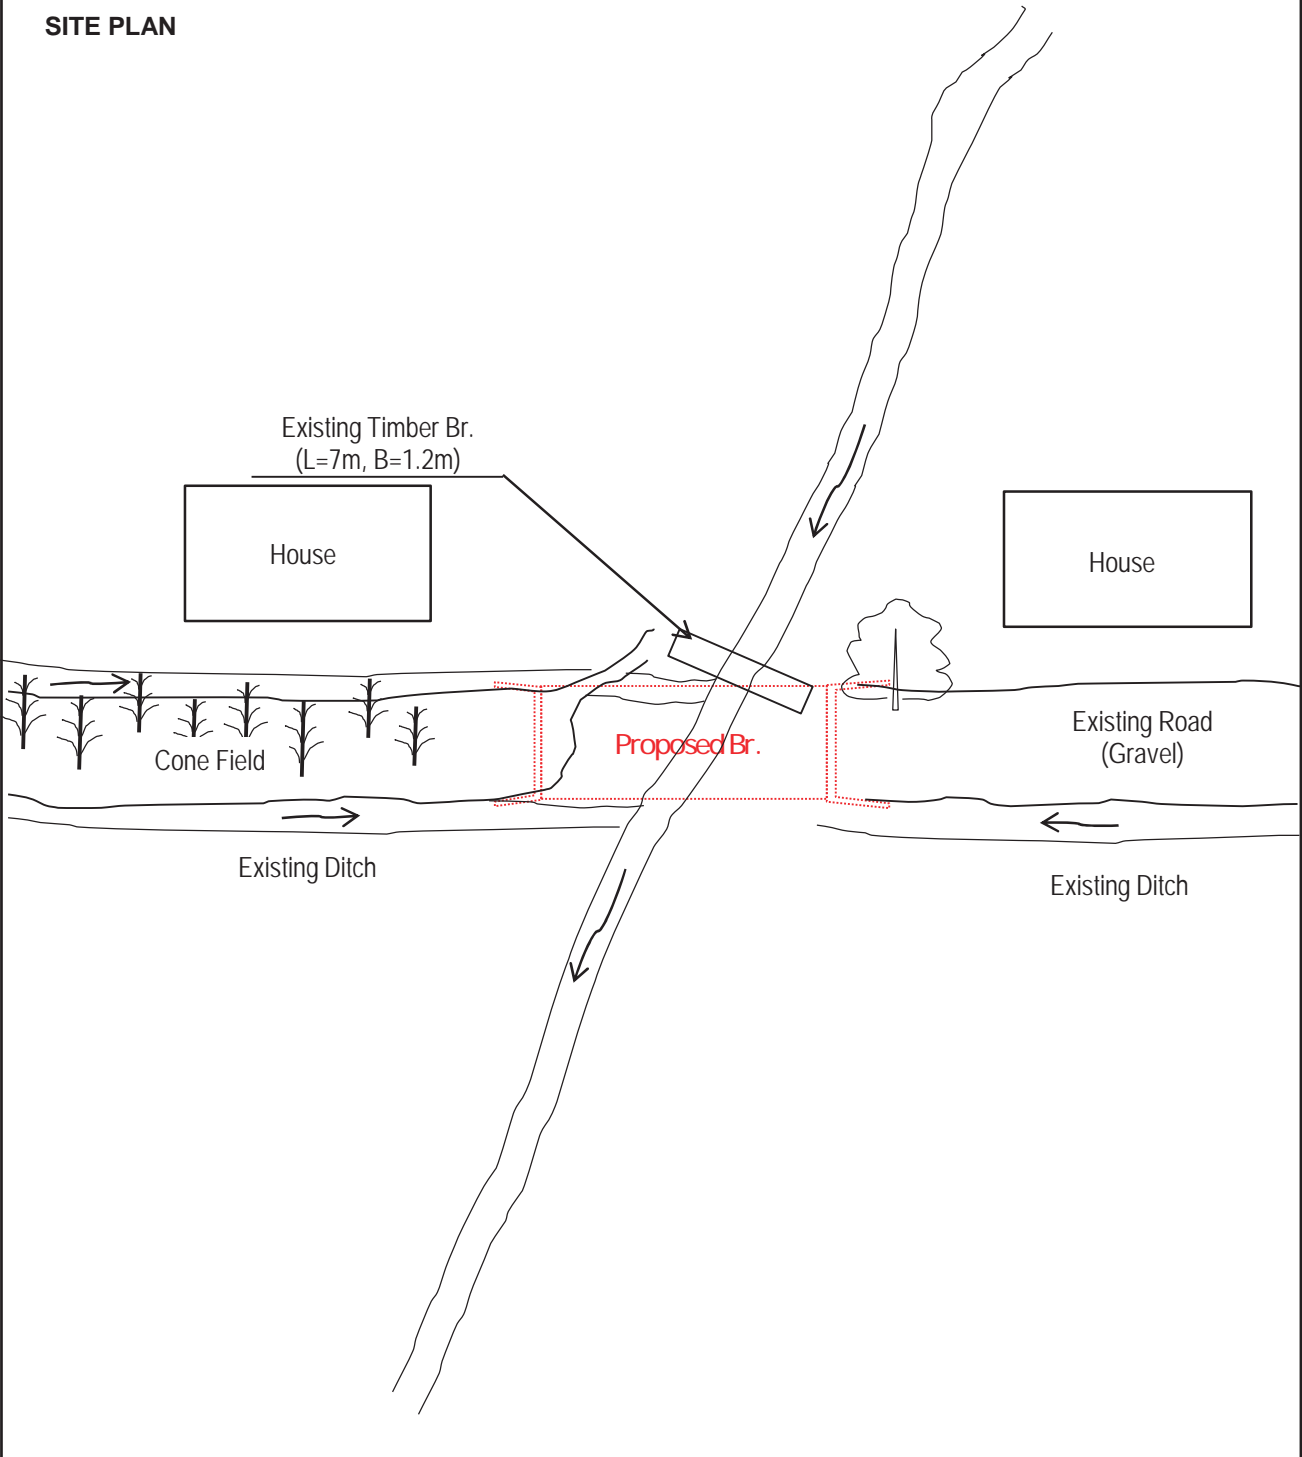 SITE PLAN
Existing Timber Br.
(L=7m, B=1.2m)
House
House
Existing Road
(Gravel)
Proposed Br.
Cone Field
Existing Ditch
Existing Ditch